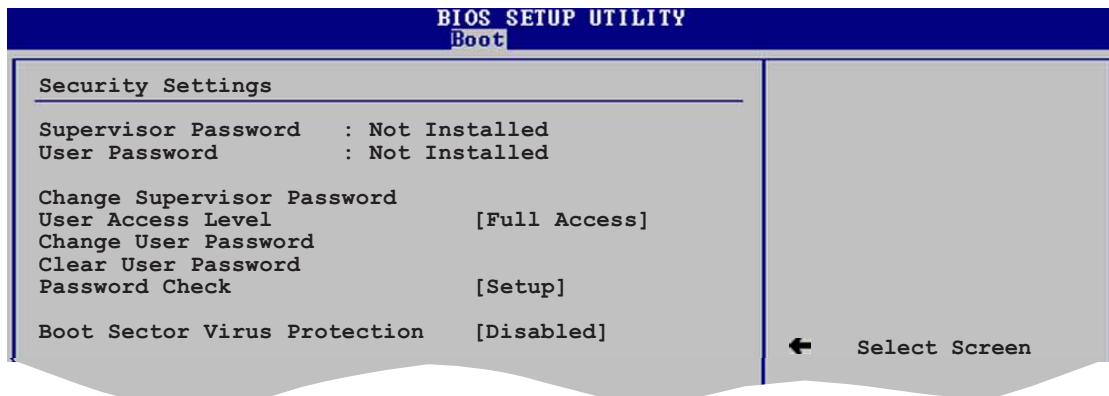 BIOS SETUP UTILITY
Boot
Security Settings
Supervisor Password : Not Installed
User Password : Not Installed
Change Supervisor Password
User Access Level [Full Access]
Change User Password
Clear User Password
Password Check [Setup]
Boot Sector Virus Protection [Disabled]
← Select Screen